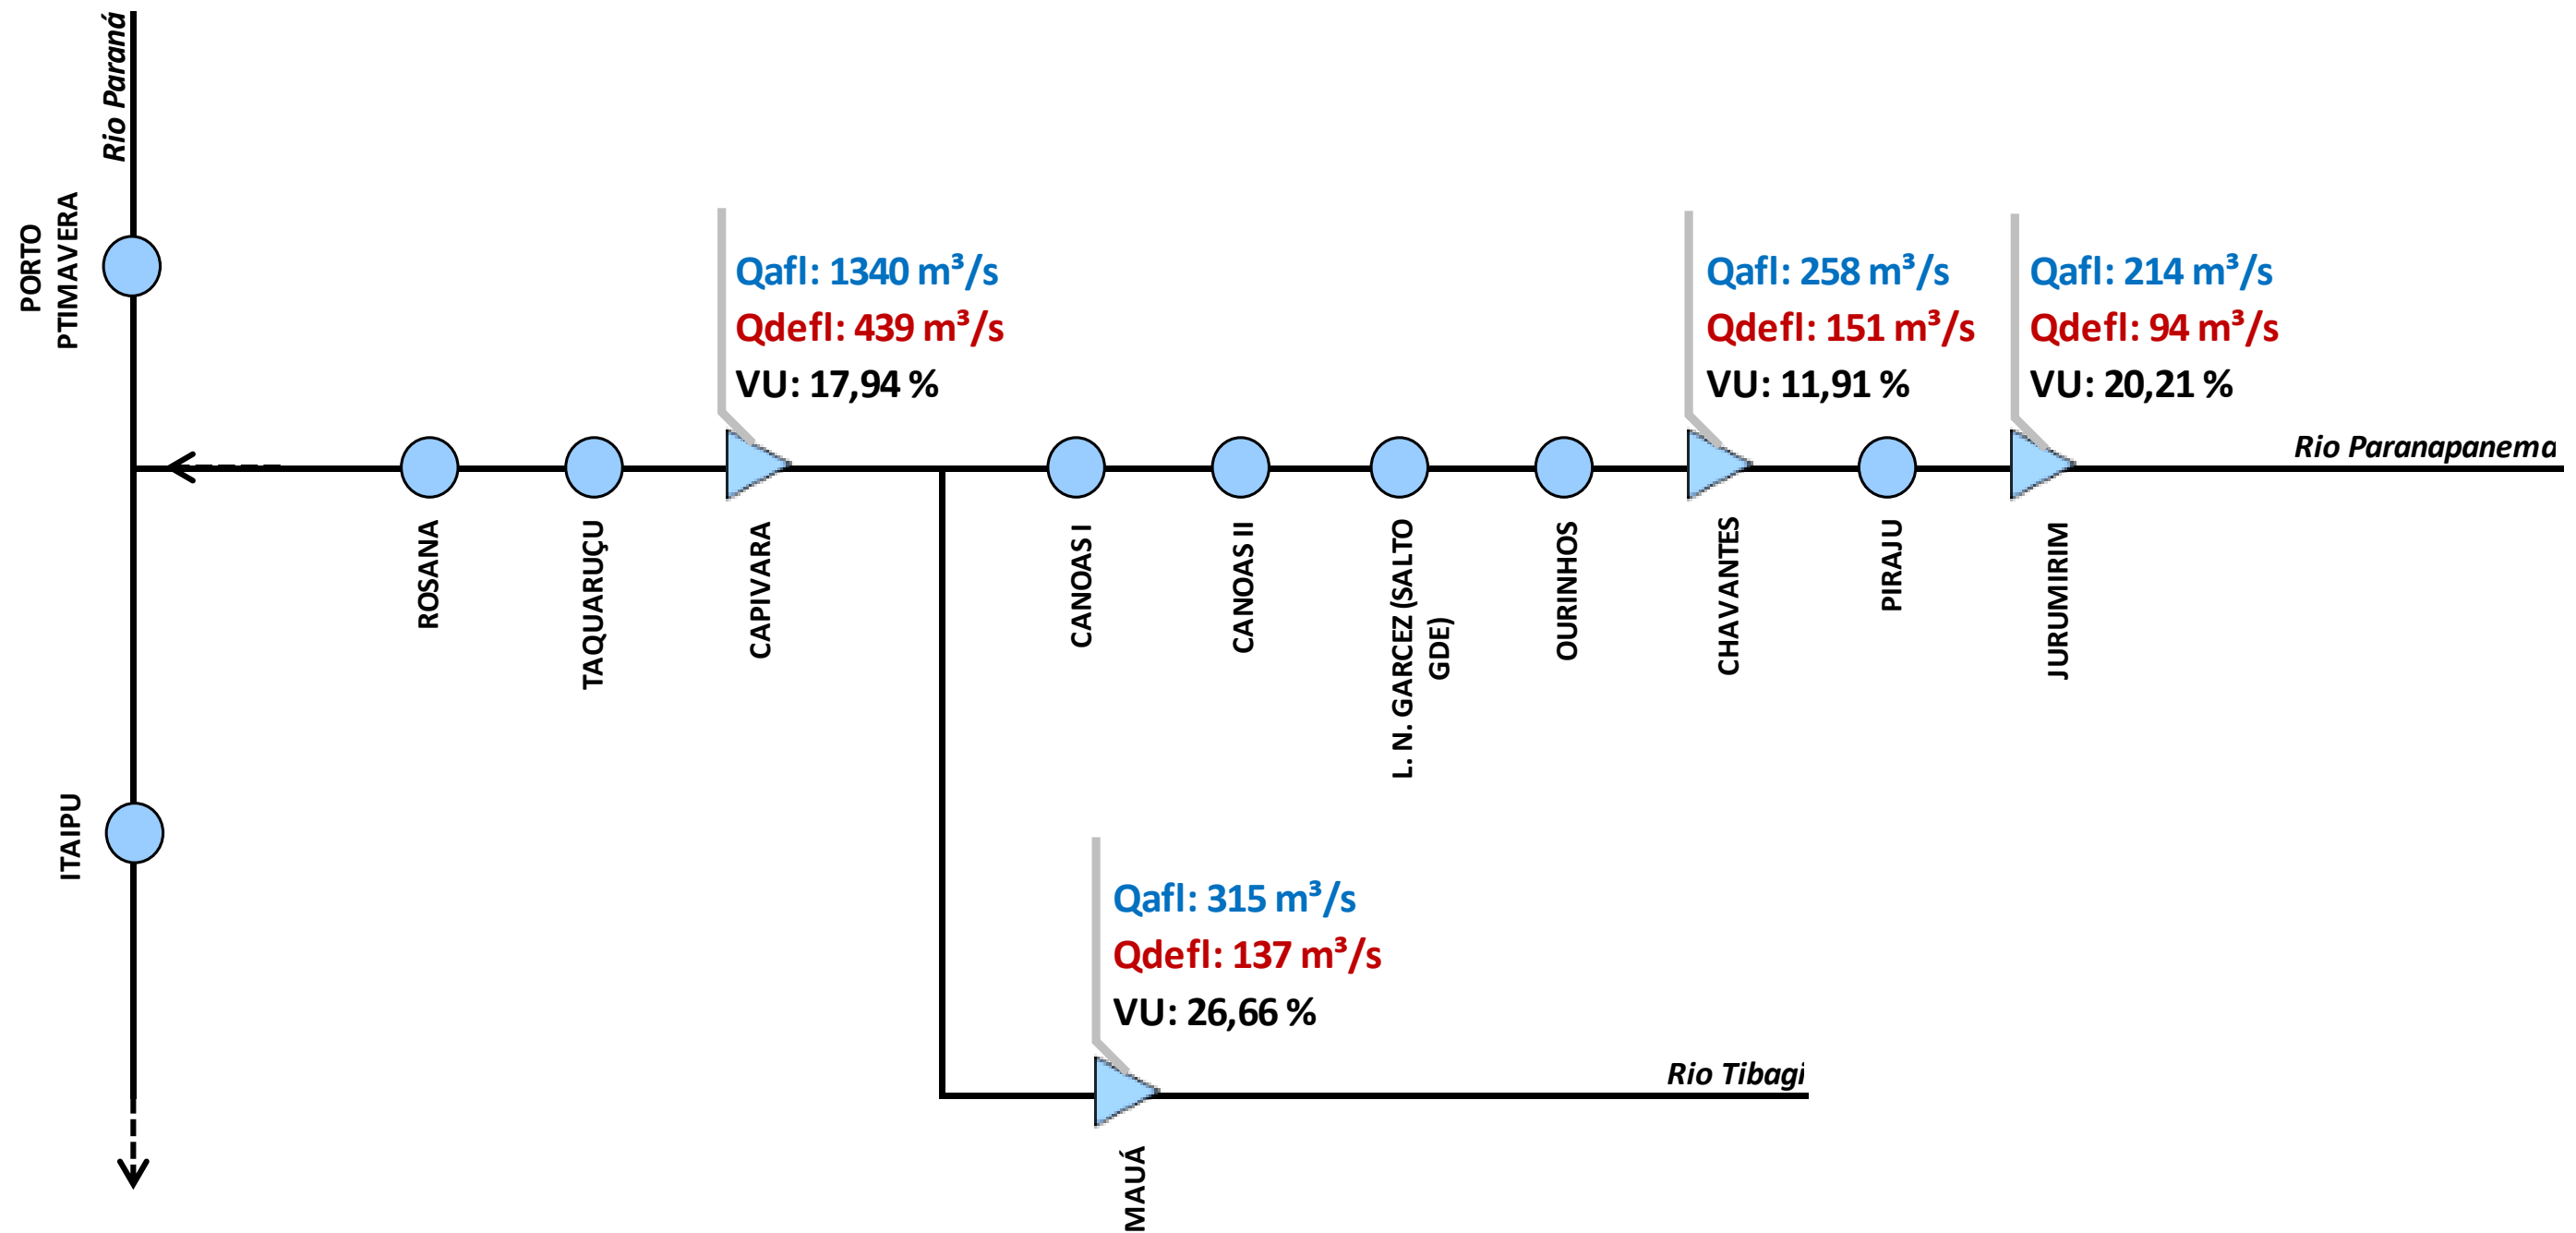 Rio Paraná
PORTO
PTIMAVERA
Qafl: 1340 m³/s
Qdefl: 439 m³/s
VU: 17,94 %
Qafl: 258 m³/s
Qdefl: 151 m³/s
VU: 11,91 %
Qafl: 214 m³/s
Qdefl: 94 m³/s
VU: 20,21 %
Rio Paranapanema
ROSANA
TAQUARUÇU
CAPIVARA
CANOAS I
CANOAS II
L. N. GARCEZ (SALTO
GDE)
OURINHOS
CHAVANTES
PIRAJU
JURUMIRIM
ITAIPU
Qafl: 315 m³/s
Qdefl: 137 m³/s
VU: 26,66 %
Rio Tibagi
MAUÁ